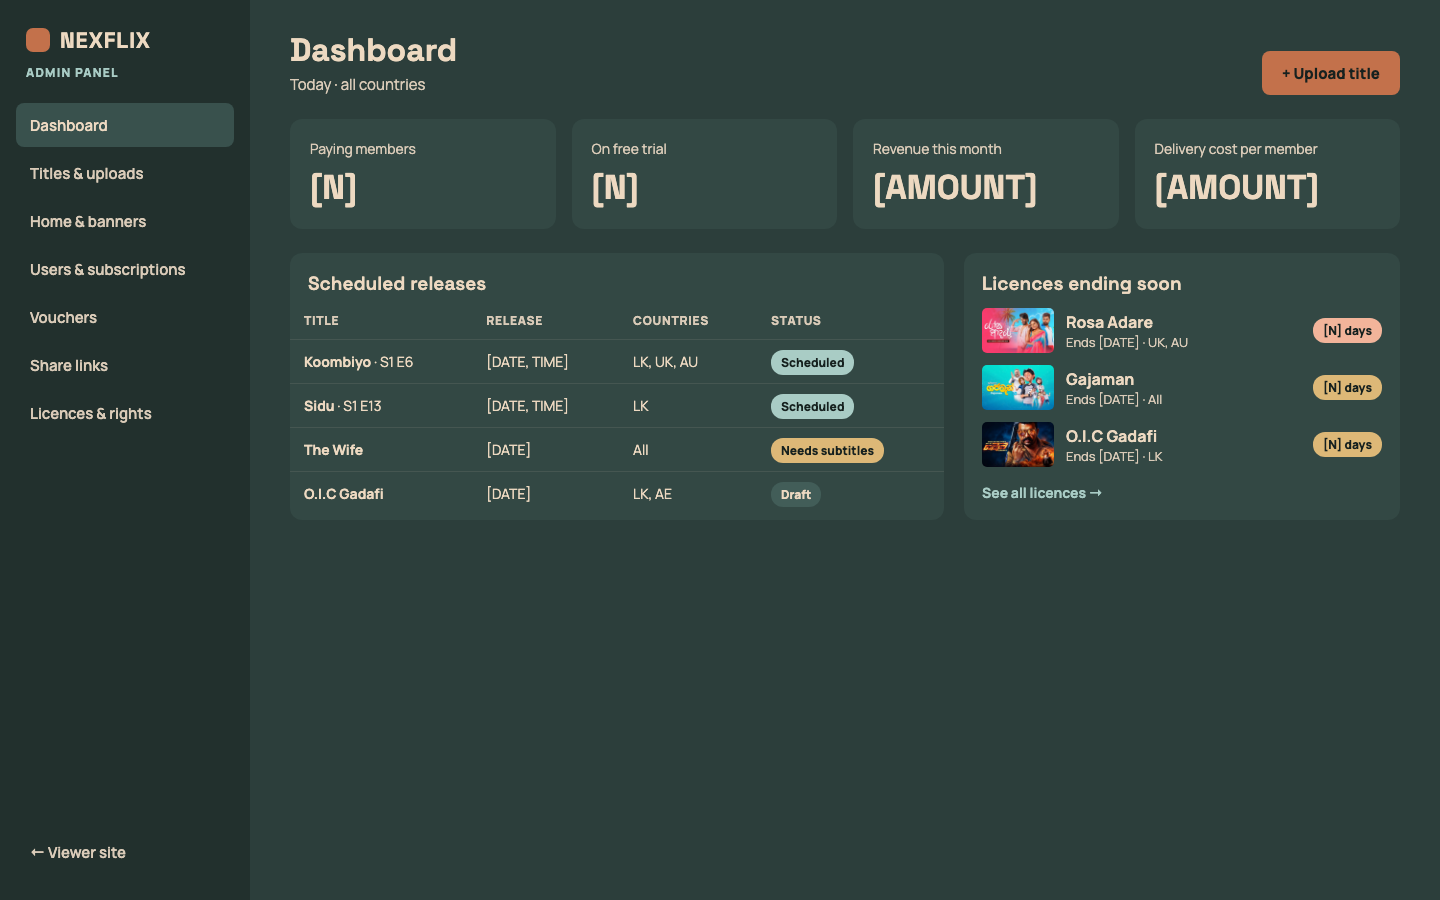 NEXFLIX
ADMIN PANEL
Dashboard
Titles & uploads
Home & banners
Users & subscriptions
Vouchers
Share links
Licences & rights
← Viewer site
Dashboard
Today · all countries
+ Upload title
Paying members
[N]
On free trial
[N]
Revenue this month
[AMOUNT]
Delivery cost per member
[AMOUNT]
Scheduled releases
TITLE RELEASE COUNTRIES STATUS
Koombiyo · S1 E6 [DATE, TIME] LK, UK, AU Scheduled
Sidu · S1 E13 [DATE, TIME] LK Scheduled
The Wife [DATE] All Needs subtitles
O.I.C Gadafi [DATE] LK, AE Draft
Licences ending soon
Rosa Adare
Ends [DATE] · UK, AU
[N] days
Gajaman
Ends [DATE] · All
[N] days
O.I.C Gadafi
Ends [DATE] · LK
[N] days
See all licences →